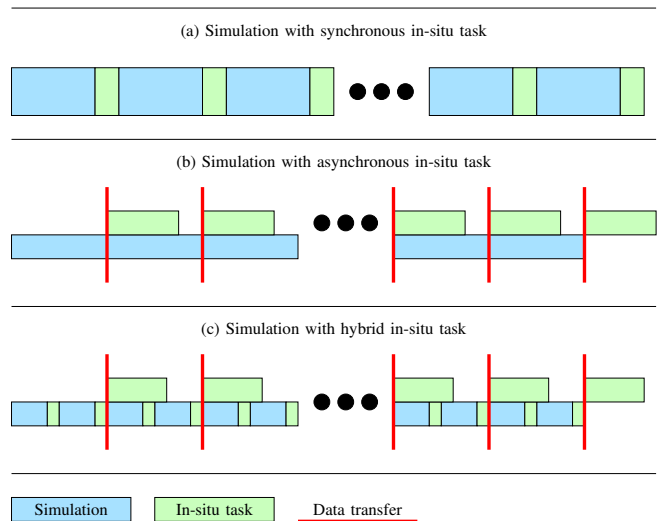 (a) Simulation with synchronous in-situ task
(b) Simulation with asynchronous in-situ task
(c) Simulation with hybrid in-situ task
Simulation In-situ task Data transfer